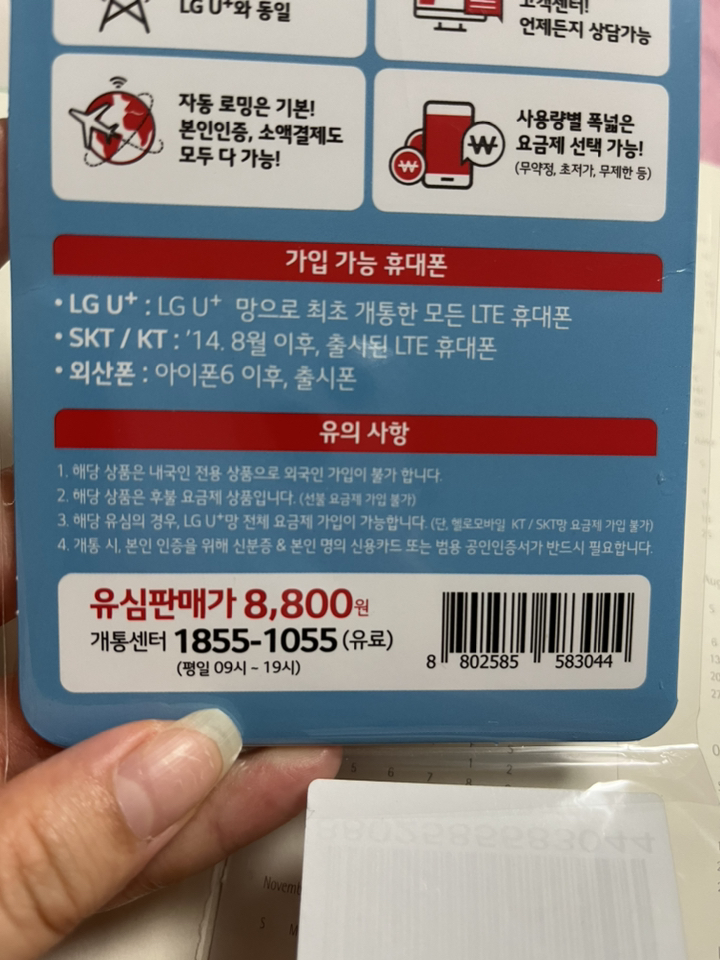 LG U+와 동일
고객센터!
언제든지 상담가능
자동 로밍은 기본!
본인인증, 소액결제도
모두 다 가능!
사용량별 폭넓은
요금제 선택 가능!
(무약정, 초저가, 무제한 등)
가입 가능 휴대폰
• LG U+ : LG U+ 망으로 최초 개통한 모든 LTE 휴대폰
• SKT / KT : '14. 8월 이후, 출시된 LTE 휴대폰
• 외산폰 : 아이폰6 이후, 출시폰
유의 사항
1. 해당 상품은 내국인 전용 상품으로 외국인 가입이 불가 합니다.
2. 해당 상품은 후불 요금제 상품입니다. (선불 요금제 가입 불가)
3. 해당 유심의 경우, LG U+망 전체 요금제 가입이 가능합니다. (단, 헬로모바일 KT / SKT망 요금제 가입 불가)
4. 개통 시, 본인 인증을 위해 신분증 & 본인 명의 신용카드 또는 범용 공인인증서가 반드시 필요합니다.
유심판매가 8,800원
개통센터 1855-1055 (유료)
(평일 09시 ~ 19시)
8 802585 583044
5 6 7 8
1 2
Novemb
5 M